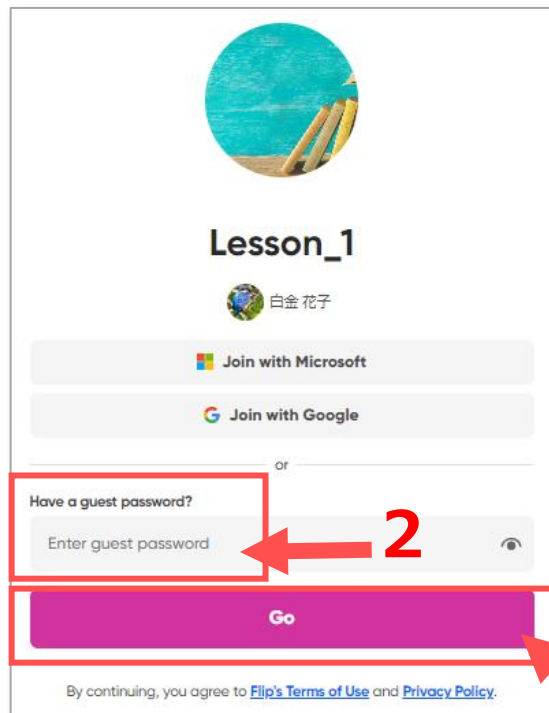 Lesson_1
白金 花子
Join with Microsoft
Join with Google
or
Have a guest password?
Enter guest password
2
Go
By continuing, you agree to Flip's Terms of Use and Privacy Policy.